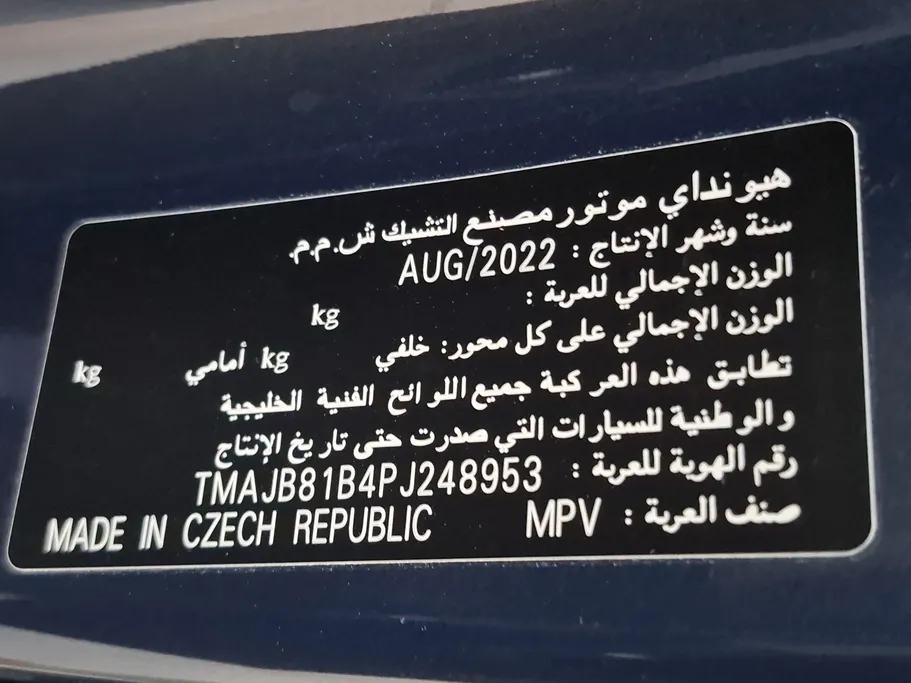 هيونداي موتور مصنع التشيك ش.م.م.
سنة وشهر الإنتاج : AUG/2022
الوزن الإجمالي للعربة : kg
الوزن الإجمالي على كل محور: خلفي kg أمامي kg
تطابق هذه العركبة جميع اللوائح الفنية الخليجية
والوطنية للسيارات التي صدرت حتى تاريخ الإنتاج
رقم الهوية للعربة : TMAJB81B4PJ248953
صنف العربة : MPV MADE IN CZECH REPUBLIC